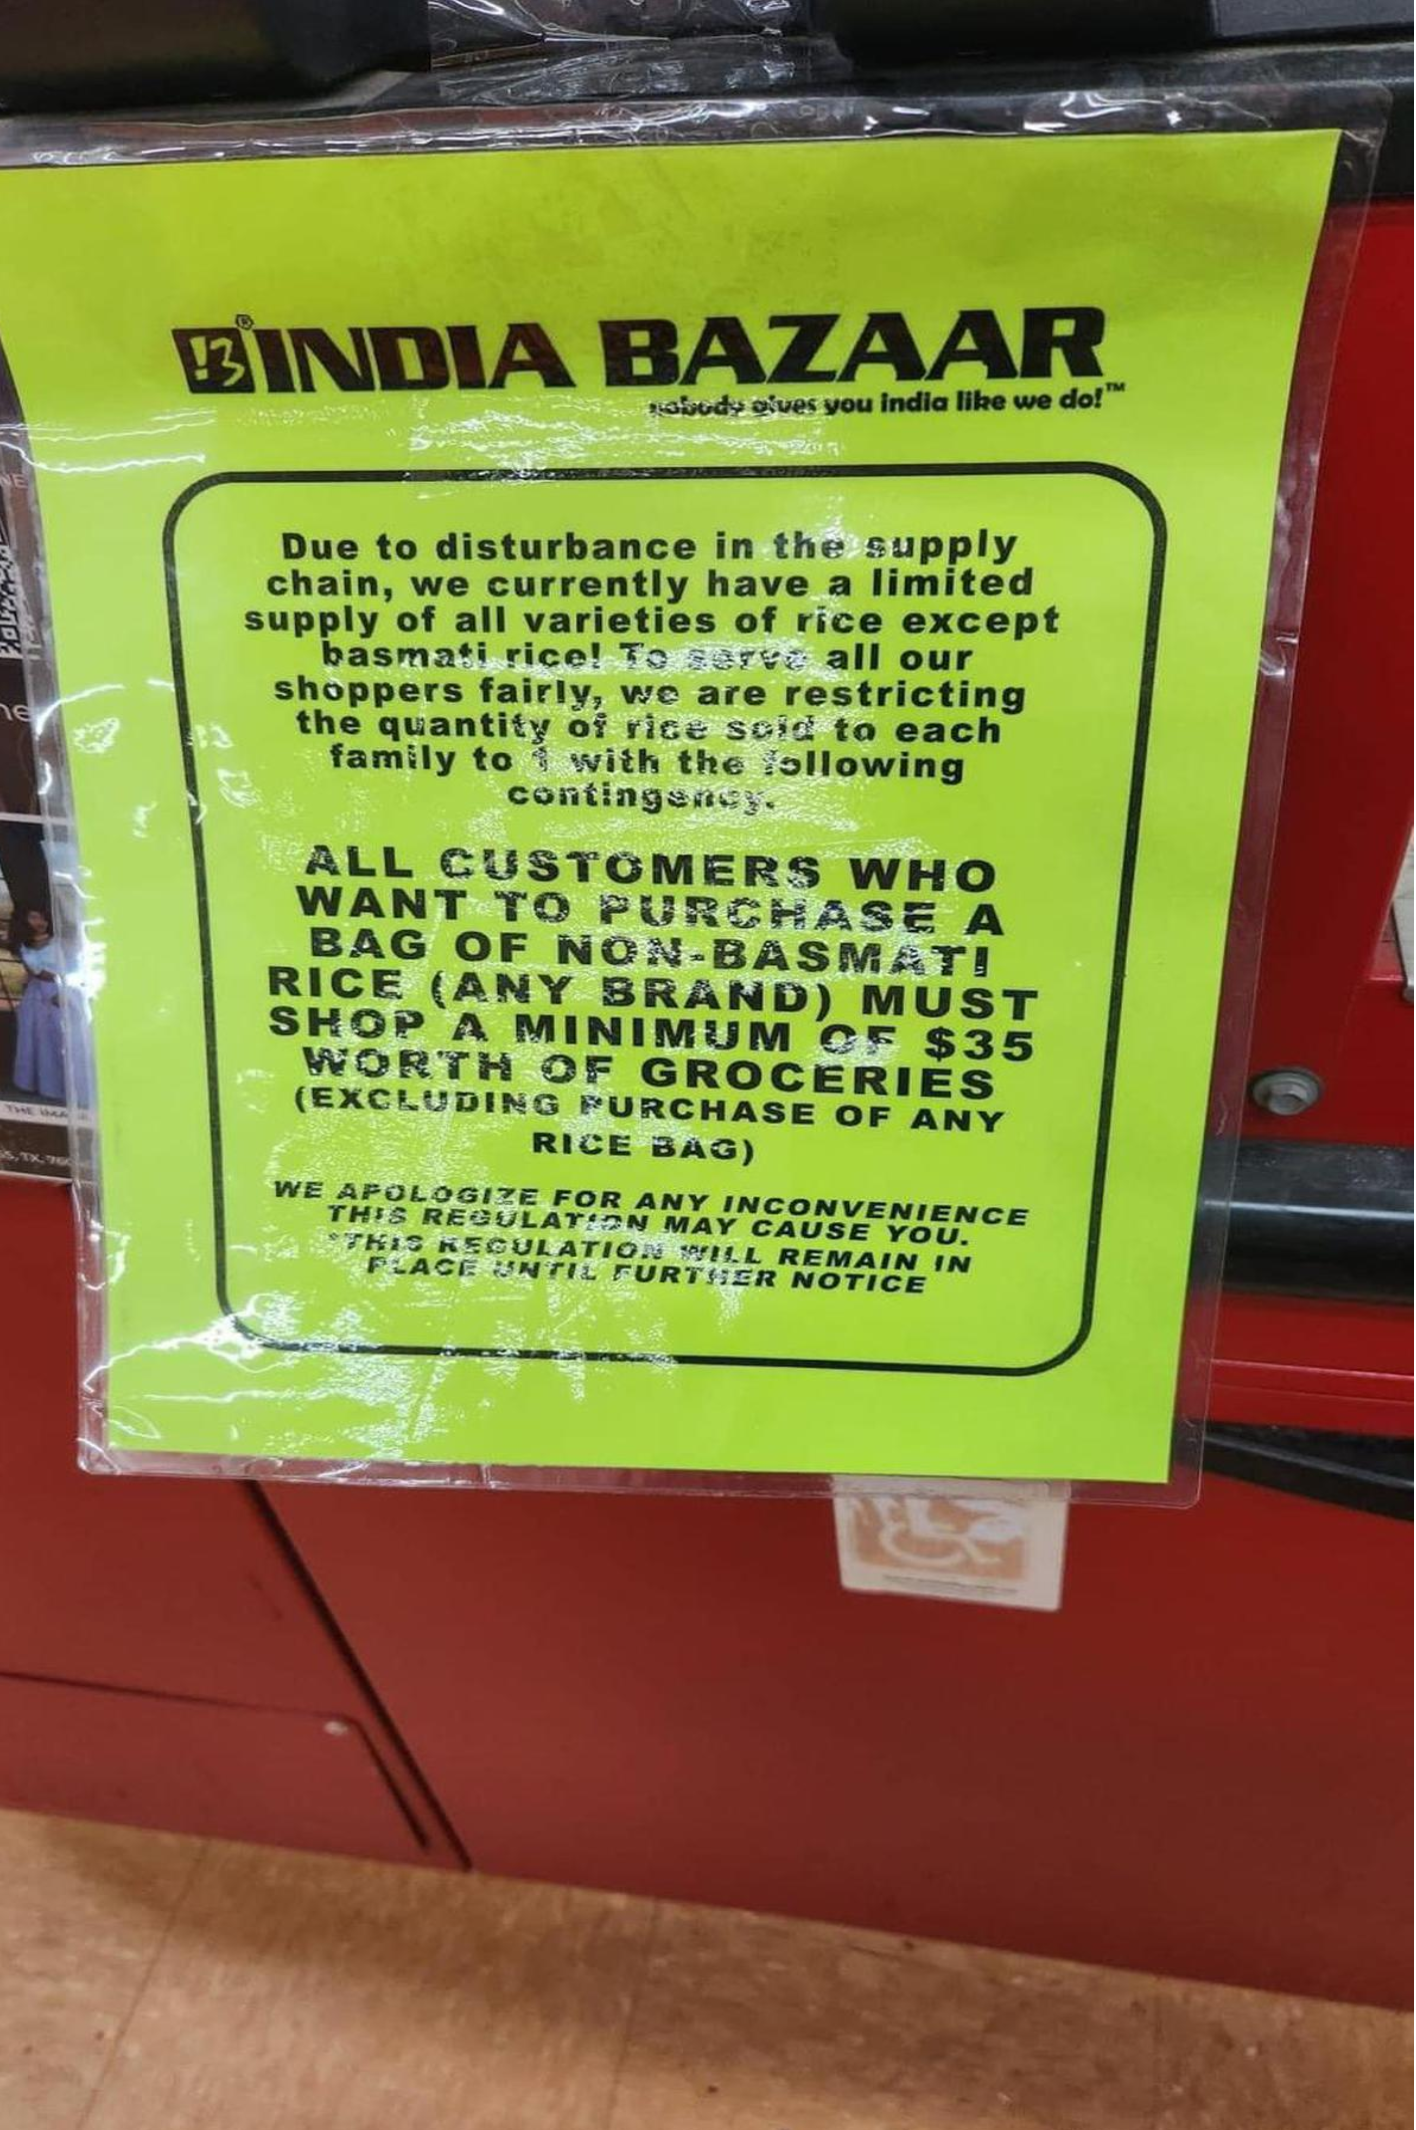 !B® INDIA BAZAAR
nobody gives you india like we do!™
Due to disturbance in the supply
chain, we currently have a limited
supply of all varieties of rice except
basmati rice! To serve all our
shoppers fairly, we are restricting
the quantity of rice sold to each
family to 1 with the following
contingency.
ALL CUSTOMERS WHO
WANT TO PURCHASE A
BAG OF NON-BASMATI
RICE (ANY BRAND) MUST
SHOP A MINIMUM OF $35
WORTH OF GROCERIES
(EXCLUDING PURCHASE OF ANY
RICE BAG)
WE APOLOGIZE FOR ANY INCONVENIENCE
THIS REGULATION MAY CAUSE YOU.
*THIS REGULATION WILL REMAIN IN
PLACE UNTIL FURTHER NOTICE